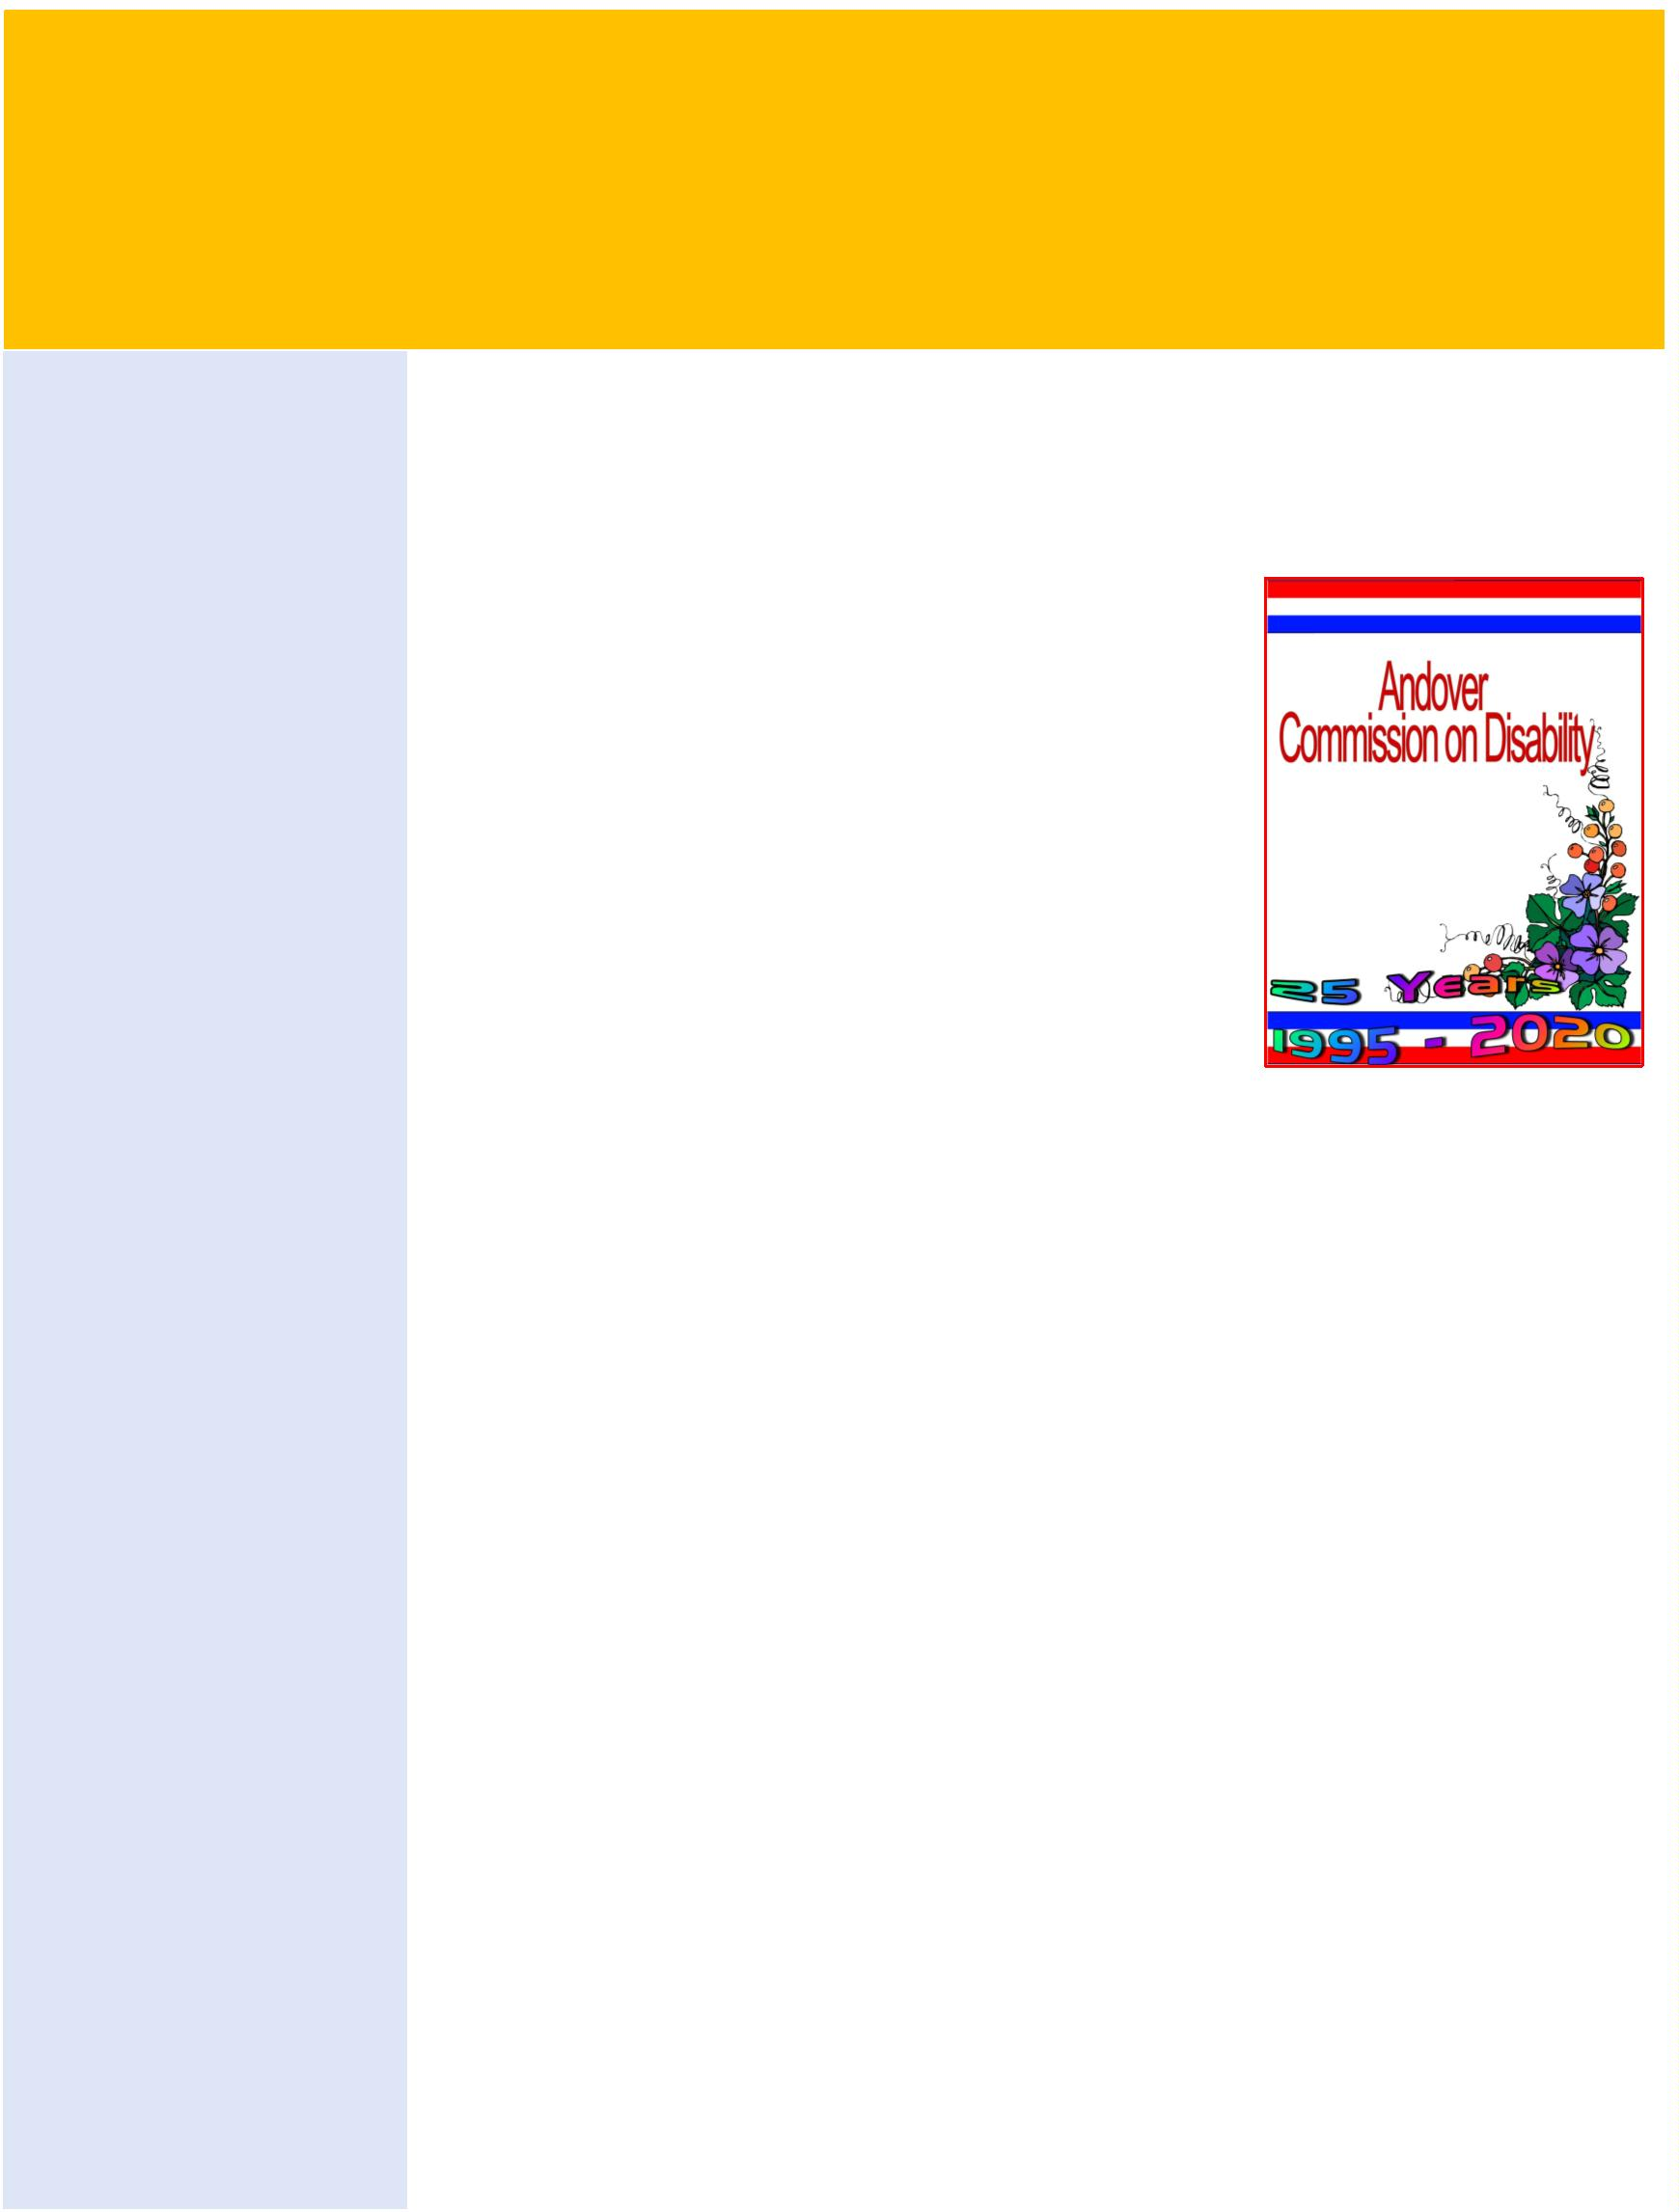 Andover
Commission on Disability
25 Years
1995 - 2020